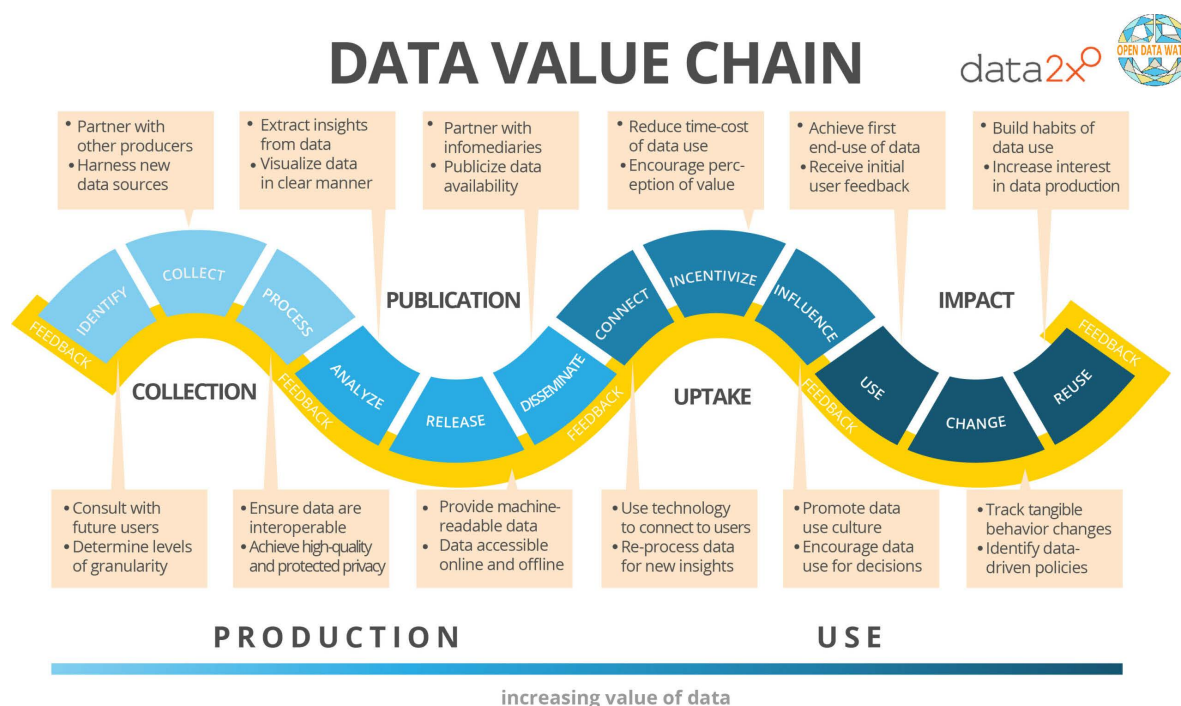 DATA VALUE CHAIN
data2x
OPEN DATA WAT
• Partner with
other producers
• Harness new
data sources
• Extract insights
from data
• Visualize data
in clear manner
• Partner with
infomediaries
• Publicize data
availability
• Reduce time-cost
of data use
• Encourage perc-
eption of value
• Achieve first
end-use of data
• Receive initial
user feedback
• Build habits of
data use
• Increase interest
in data production
FEEDBACK
IDENTIFY
COLLECT
PROCESS
COLLECTION
FEEDBACK
ANALYZE
RELEASE
DISSEMINATE
PUBLICATION
FEEDBACK
CONNECT
INCENTIVIZE
INFLUENCE
UPTAKE
FEEDBACK
USE
CHANGE
REUSE
IMPACT
FEEDBACK
• Consult with
future users
• Determine levels
of granularity
• Ensure data are
interoperable
• Achieve high-quality
and protected privacy
• Provide machine-
readable data
• Data accessible
online and offline
• Use technology
to connect to users
• Re-process data
for new insights
• Promote data
use culture
• Encourage data
use for decisions
• Track tangible
behavior changes
• Identify data-
driven policies
PRODUCTION
USE
increasing value of data